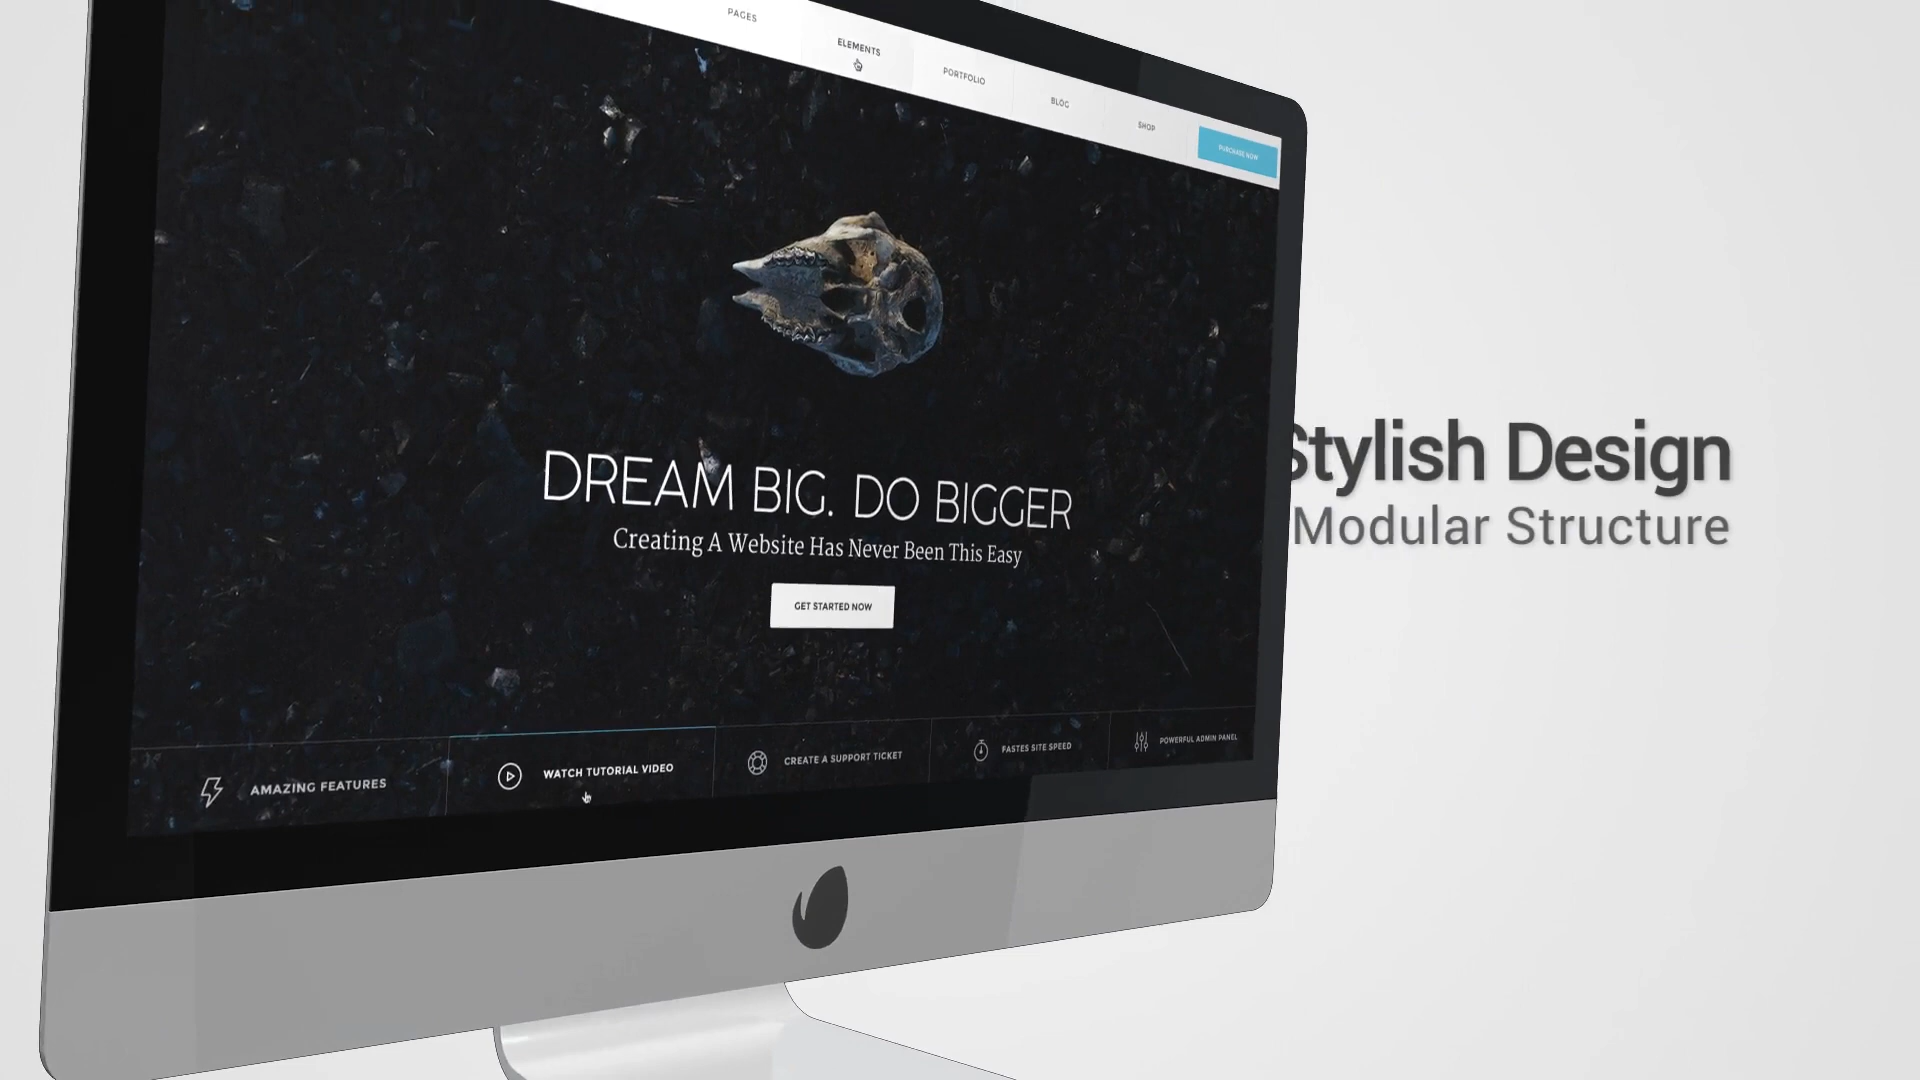 PAGES
ELEMENTS
PORTFOLIO
BLOG
SHOP
PURCHASE NOW
DREAM BIG. DO BIGGER
Creating A Website Has Never Been This Easy
GET STARTED NOW
AMAZING FEATURES
WATCH TUTORIAL VIDEO
CREATE A SUPPORT TICKET
FASTES SITE SPEED
POWERFUL ADMIN PANEL
Stylish Design
Modular Structure